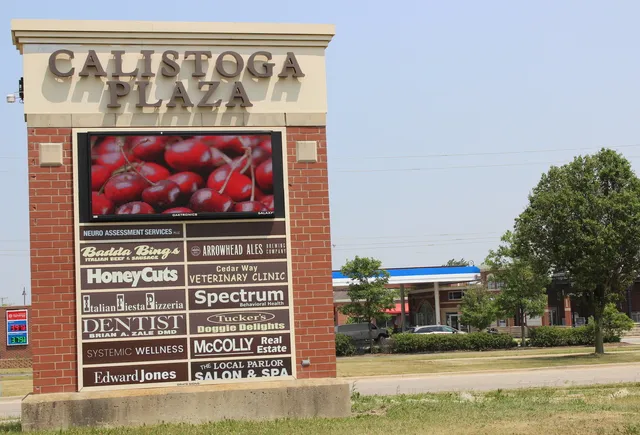 CALISTOGA
PLAZA
DAKTRONICS
GALAXY
NEURO ASSESSMENT SERVICES
Badda Bings
ITALIAN BEEF & SAUSAGE
ARROWHEAD ALES BREWING COMPANY
HoneyCuts
Cedar Way
VETERINARY CLINIC
Italian Fiesta Pizzeria
Spectrum
Behavioral Health
DENTIST
BRIAN A. ZALE DMD
Tucker's
Doggie Delights
SYSTEMIC WELLNESS
McCOLLY Real Estate
Edward Jones
THE LOCAL PARLOR
SALON & SPA